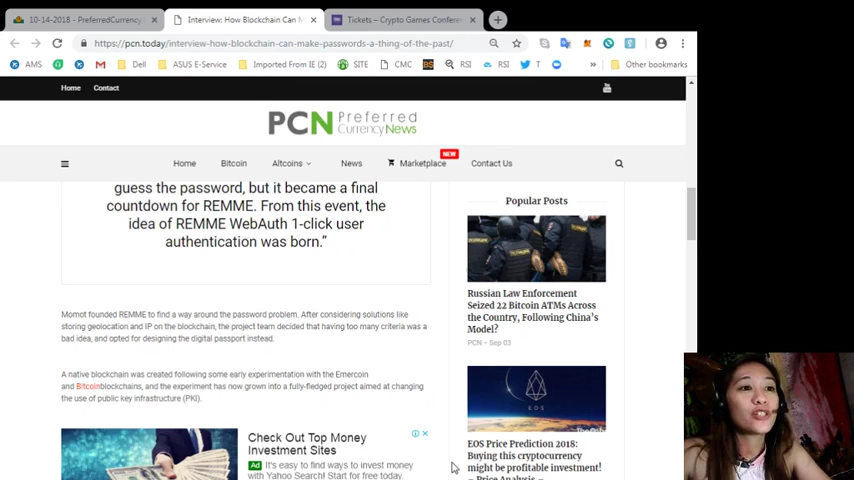 10-14-2018 - PreferredCurrency
Interview: How Blockchain Can M
Tickets – Crypto Games Confere
https://pcn.today/interview-how-blockchain-can-make-passwords-a-thing-of-the-past/
AMS
Dell
ASUS E-Service
Imported From IE (2)
SITE
CMC
RSI
RSI
T
»
Other bookmarks
Home
Contact
PCN Preferred
CurrencyNews
NEW
Home
Bitcoin
Altcoins
News
Marketplace
Contact Us
guess the password, but it became a final
countdown for REMME. From this event, the
idea of REMME WebAuth 1-click user
authentication was born.”
Momot founded REMME to find a way around the password problem. After considering solutions like
storing geolocation and IP on the blockchain, the project team decided that having too many criteria was a
bad idea, and opted for designing the digital passport instead.
A native blockchain was created following some early experimentation with the Emercoin
and Bitcoinblockchains, and the experiment has now grown into a fully-fledged project aimed at changing
the use of public key infrastructure (PKI).
Check Out Top Money
Investment Sites
Ad It's easy to find ways to invest money
with Yahoo Search! Start for free today.
Popular Posts
Russian Law Enforcement
Seized 22 Bitcoin ATMs Across
the Country, Following China’s
Model?
PCN - Sep 03
EOS
EOS Price Prediction 2018:
Buying this cryptocurrency
might be profitable investment!
– Price Analysis –